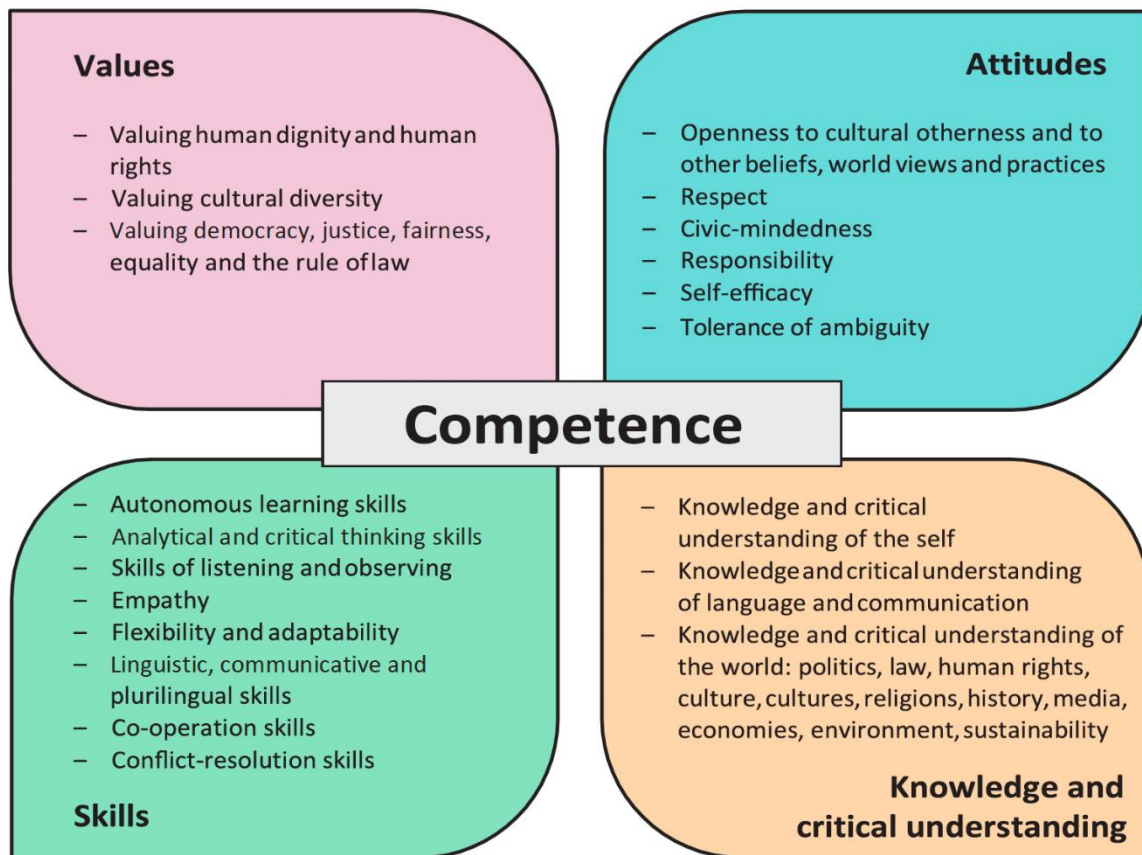 Values
– Valuing human dignity and human
rights
– Valuing cultural diversity
– Valuing democracy, justice, fairness,
equality and the rule of law
Attitudes
– Openness to cultural otherness and to
other beliefs, world views and practices
– Respect
– Civic-mindedness
– Responsibility
– Self-efficacy
– Tolerance of ambiguity
Competence
– Autonomous learning skills
– Analytical and critical thinking skills
– Skills of listening and observing
– Empathy
– Flexibility and adaptability
– Linguistic, communicative and
plurilingual skills
– Co-operation skills
– Conflict-resolution skills
Skills
– Knowledge and critical
understanding of the self
– Knowledge and critical understanding
of language and communication
– Knowledge and critical understanding of
the world: politics, law, human rights,
culture, cultures, religions, history, media,
economies, environment, sustainability
Knowledge and
critical understanding